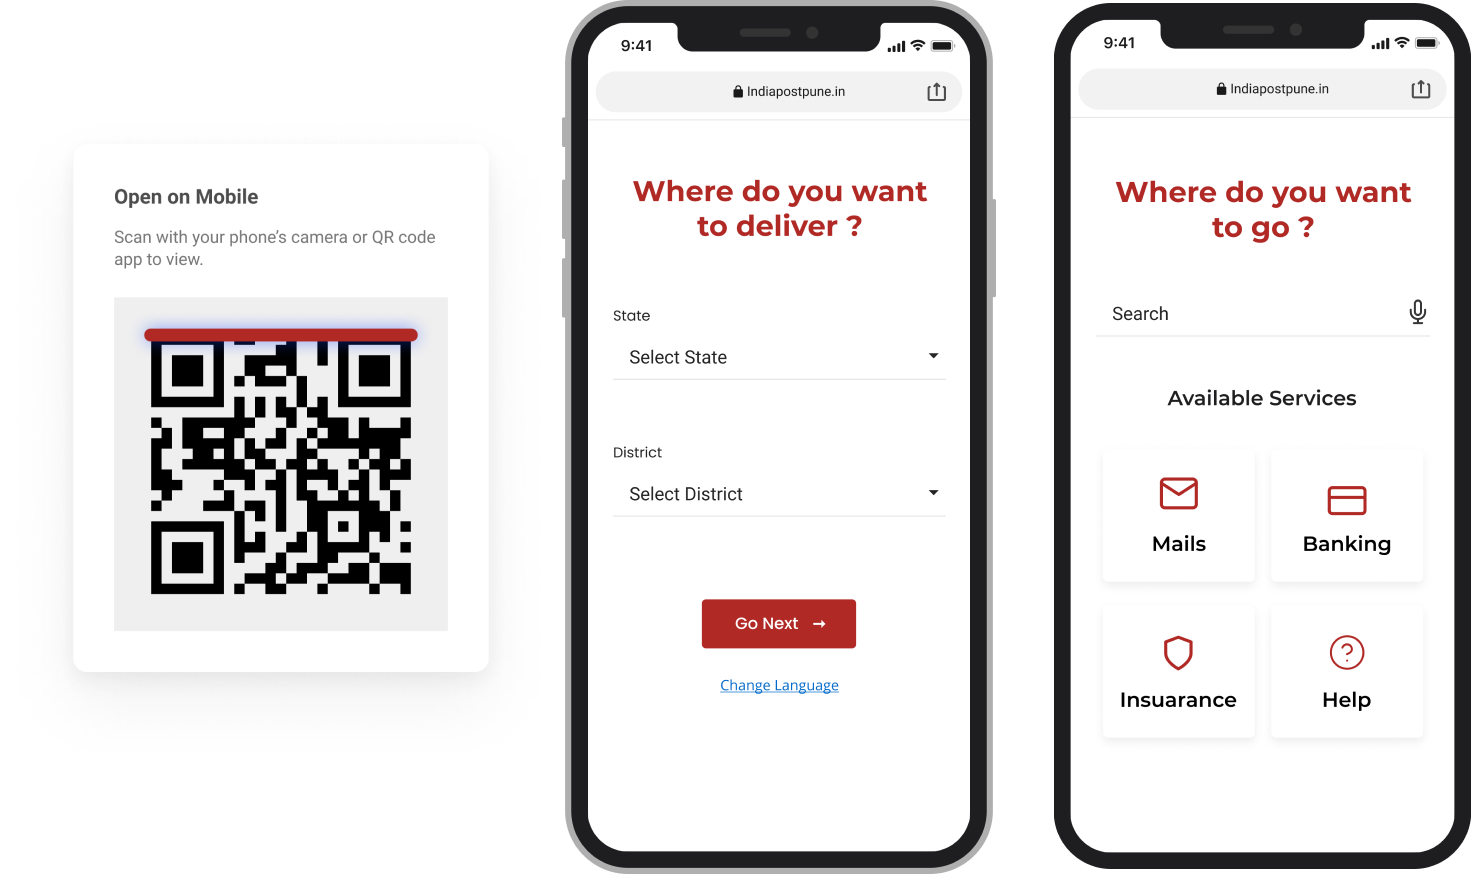 Open on Mobile
Scan with your phone's camera or QR code
app to view.
9:41
Indiapostpune.in
Where do you want
to deliver ?
State
Select State
District
Select District
Go Next →
Change Language
9:41
Indiapostpune.in
Where do you want
to go ?
Search
Available Services
Mails
Banking
Insuarance
Help